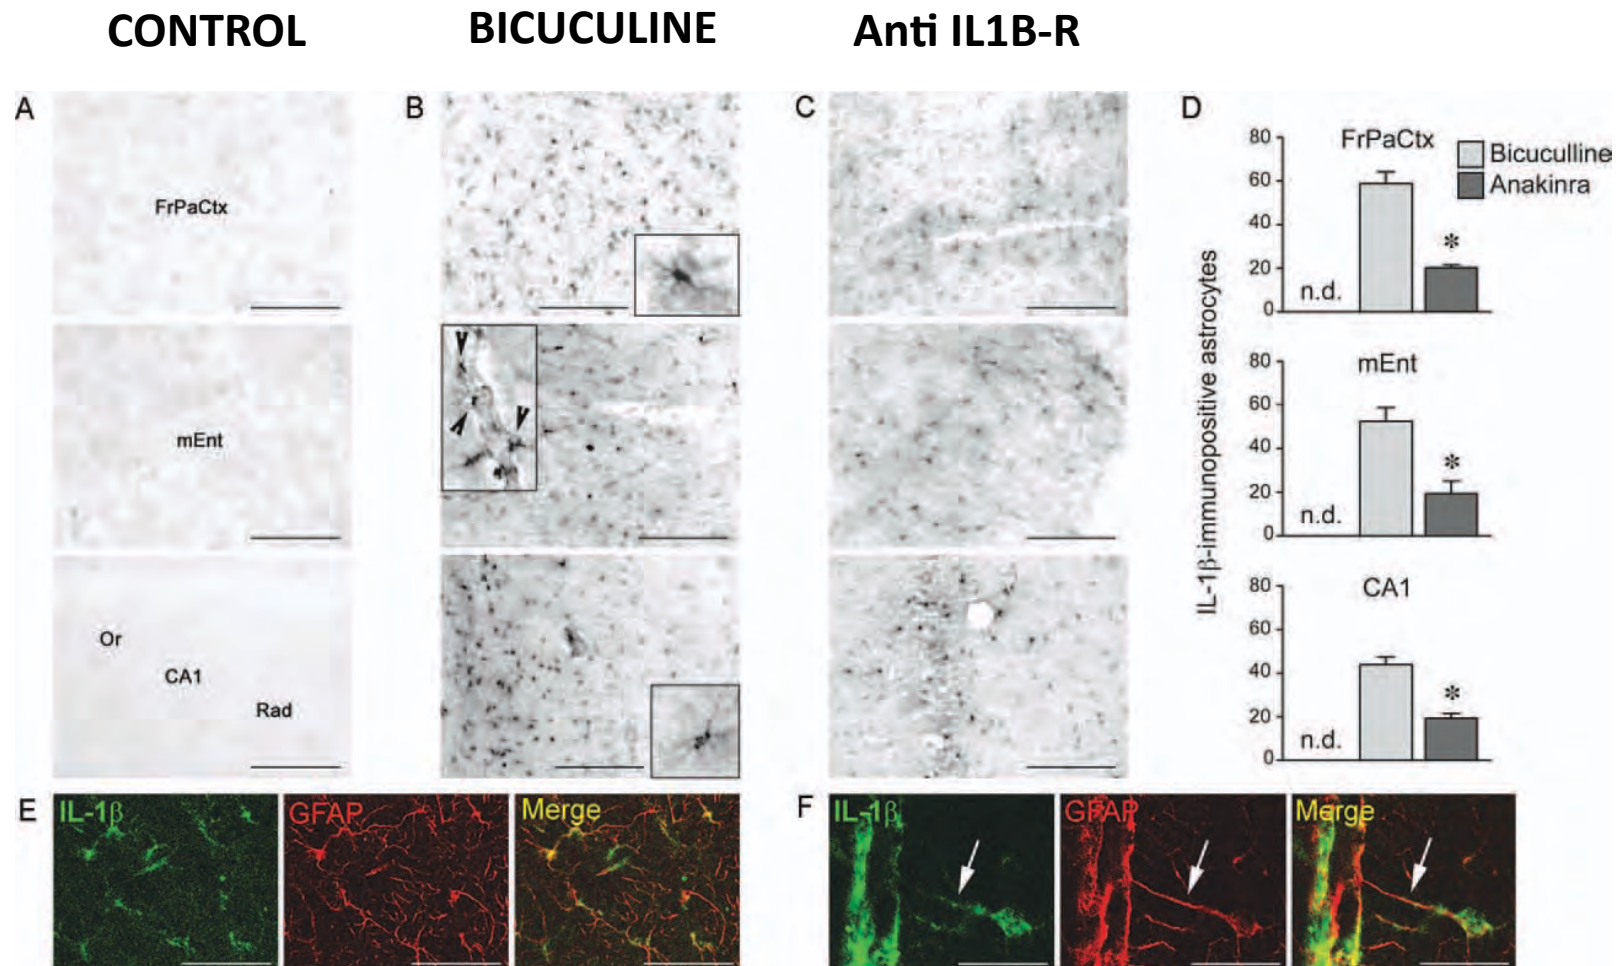 CONTROL
BICUCULINE
Anti IL1B-R
A
FrPaCtx
mEnt
Or
CA1
Rad
B
C
D
IL-1β-immunopositive astrocytes
80
60
40
20
0
FrPaCtx
Bicuculline
Anakinra
n.d.
*
80
60
40
20
0
mEnt
n.d.
*
80
60
40
20
0
CA1
n.d.
*
E
IL-1β
GFAP
Merge
F
IL-1β
GFAP
Merge